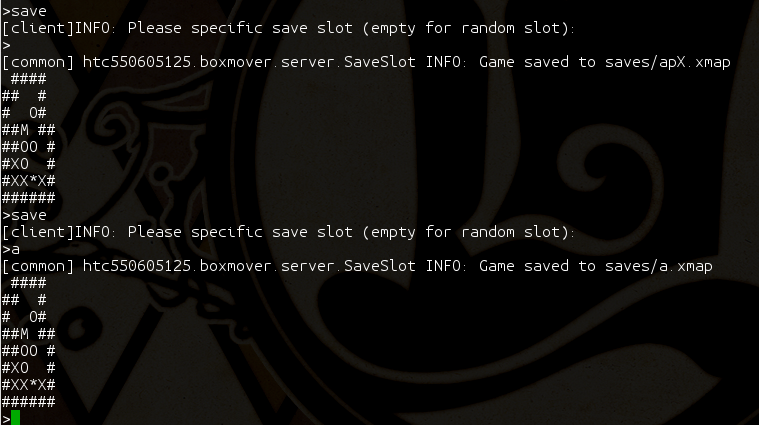 >save
[client]INFO: Please specific save slot (empty for random slot):
>
[common] htc550605125.boxmover.server.SaveSlot INFO: Game saved to saves/apX.xmap
 ####
##  #
#  O#
##M ##
##OO #
#XO  #
#XX*X#
######
>save
[client]INFO: Please specific save slot (empty for random slot):
>a
[common] htc550605125.boxmover.server.SaveSlot INFO: Game saved to saves/a.xmap
 ####
##  #
#  O#
##M ##
##OO #
#XO  #
#XX*X#
######
>